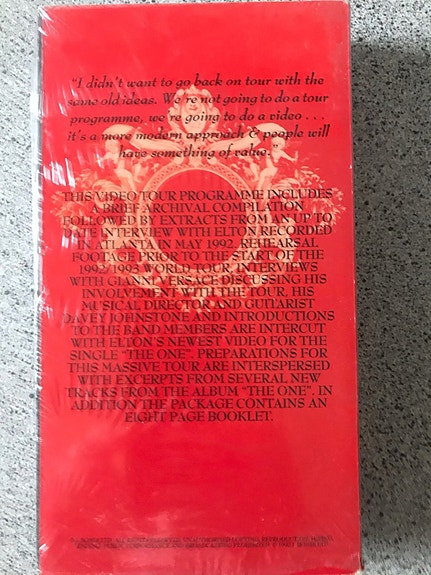 "I didn't want to go back on tour with the
same old ideas. We're not going to do a tour
programme, we're going to do a video . . .
it's a more modern approach & people will
have something of value."
THIS VIDEO TOUR PROGRAMME INCLUDES
A BRIEF ARCHIVAL COMPILATION
FOLLOWED BY EXTRACTS FROM AN UP TO
DATE INTERVIEW WITH ELTON RECORDED
IN ATLANTA IN MAY 1992. REHEARSAL
FOOTAGE PRIOR TO THE START OF THE
1992/1993 WORLD TOUR, INTERVIEWS
WITH GIANNI VERSACE DISCUSSING HIS
INVOLVEMENT WITH THE TOUR, HIS
MUSICAL DIRECTOR AND GUITARIST
DAVEY JOHNSTONE AND INTRODUCTIONS
TO THE BAND MEMBERS ARE INTERCUT
WITH ELTON'S NEWEST VIDEO FOR THE
SINGLE "THE ONE". PREPARATIONS FOR
THIS MASSIVE TOUR ARE INTERSPERSED
WITH EXCERPTS FROM SEVERAL NEW
TRACKS FROM THE ALBUM "THE ONE". IN
ADDITION THE PACKAGE CONTAINS AN
EIGHT PAGE BOOKLET.